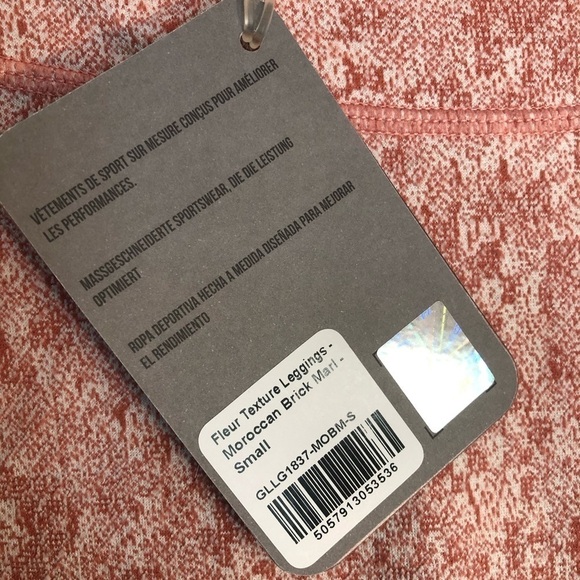 VÊTEMENTS DE SPORT SUR MESURE CONÇUS POUR AMÉLIORER
LES PERFORMANCES.
MASSGESCHNEIDERTE SPORTSWEAR, DIE DIE LEISTUNG
OPTIMIERT
ROPA DEPORTIVA HECHA A MEDIDA DISEÑADA PARA MEJORAR
EL RENDIMIENTO
Fleur Texture Leggings -
Moroccan Brick Marl -
Small
GLLG1837-MOBM-S
5057913053536